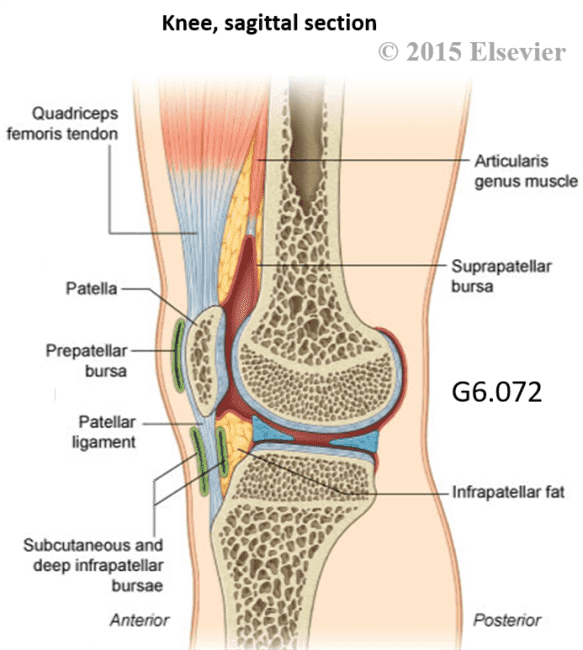 Knee, sagittal section
© 2015 Elsevier
Quadriceps
femoris tendon
Articularis
genus muscle
Suprapatellar
bursa
Patella
Prepatellar
bursa
G6.072
Patellar
ligament
Infrapatellar fat
Subcutaneous and
deep infrapatellar
bursae
Anterior
Posterior